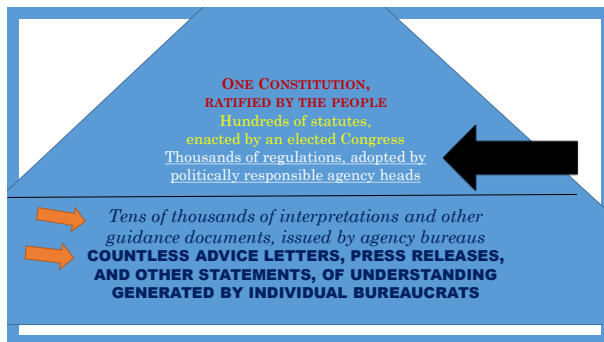 ONE CONSTITUTION,
RATIFIED BY THE PEOPLE
Hundreds of statutes,
enacted by an elected Congress
Thousands of regulations, adopted by
politically responsible agency heads
Tens of thousands of interpretations and other
guidance documents, issued by agency bureaus
COUNTLESS ADVICE LETTERS, PRESS RELEASES,
AND OTHER STATEMENTS, OF UNDERSTANDING
GENERATED BY INDIVIDUAL BUREAUCRATS